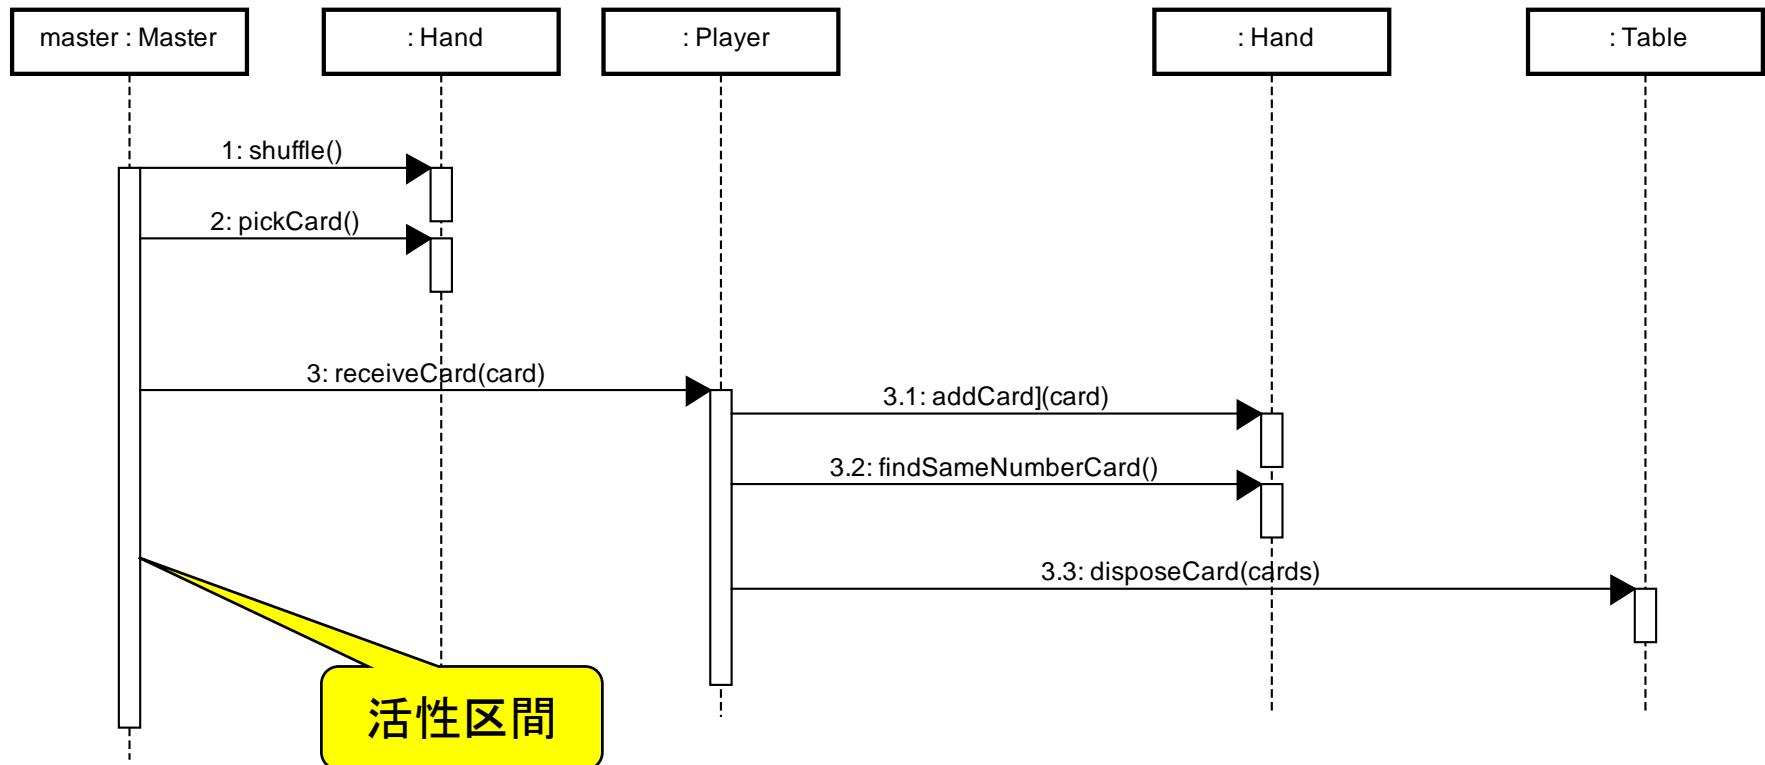 master : Master
: Hand
: Player
: Hand
: Table
1: shuffle()
2: pickCard()
3: receiveCard(card)
3.1: addCard](card)
3.2: findSameNumberCard()
3.3: disposeCard(cards)
活性区間